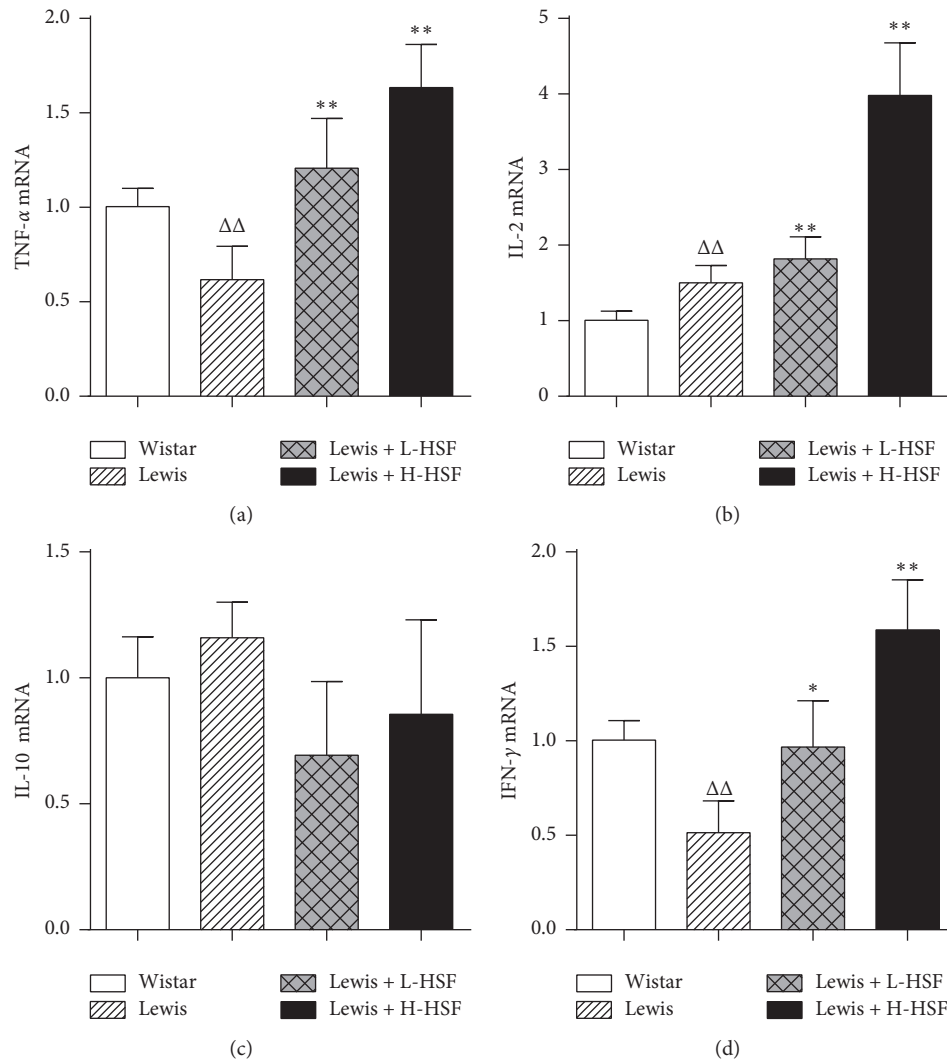 2.0
**
1.5
**
TNF-α mRNA
1.0
ΔΔ
0.5
0.0
Wistar
Lewis + L-HSF
Lewis
Lewis + H-HSF
(a)
5
**
4
3
IL-2 mRNA
**
2
ΔΔ
1
0
Wistar
Lewis + L-HSF
Lewis
Lewis + H-HSF
(b)
1.5
1.0
IL-10 mRNA
0.5
0.0
Wistar
Lewis + L-HSF
Lewis
Lewis + H-HSF
(c)
2.0
**
1.5
*
IFN-γ mRNA
1.0
ΔΔ
0.5
0.0
Wistar
Lewis + L-HSF
Lewis
Lewis + H-HSF
(d)